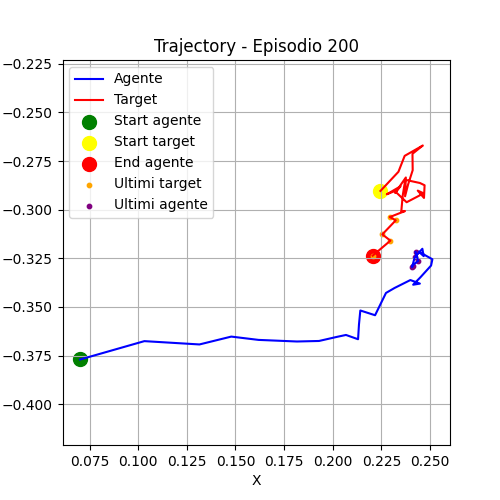 Trajectory - Episodio 200
Agente
Target
Start agente
Start target
End agente
Ultimi target
Ultimi agente
−0.225
−0.250
−0.275
−0.300
−0.325
−0.350
−0.375
−0.400
0.075 0.100 0.125 0.150 0.175 0.200 0.225 0.250
X